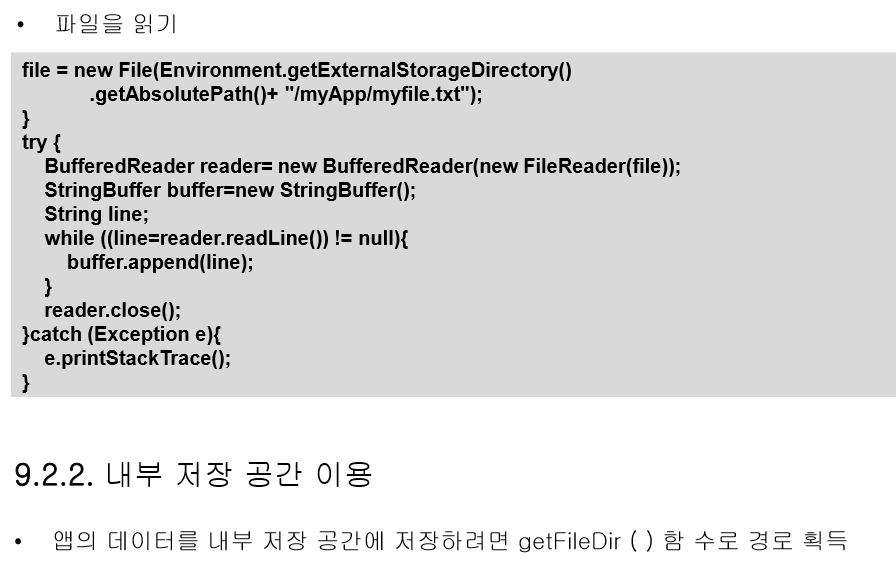 • 파일을 읽기
file = new File(Environment.getExternalStorageDirectory()
.getAbsolutePath()+ "/myApp/myfile.txt");
}
try {
BufferedReader reader= new BufferedReader(new FileReader(file));
StringBuffer buffer=new StringBuffer();
String line;
while ((line=reader.readLine()) != null){
buffer.append(line);
}
reader.close();
}catch (Exception e){
e.printStackTrace();
}
9.2.2. 내부 저장 공간 이용
• 앱의 데이터를 내부 저장 공간에 저장하려면 getFileDir ( ) 함 수로 경로 획득